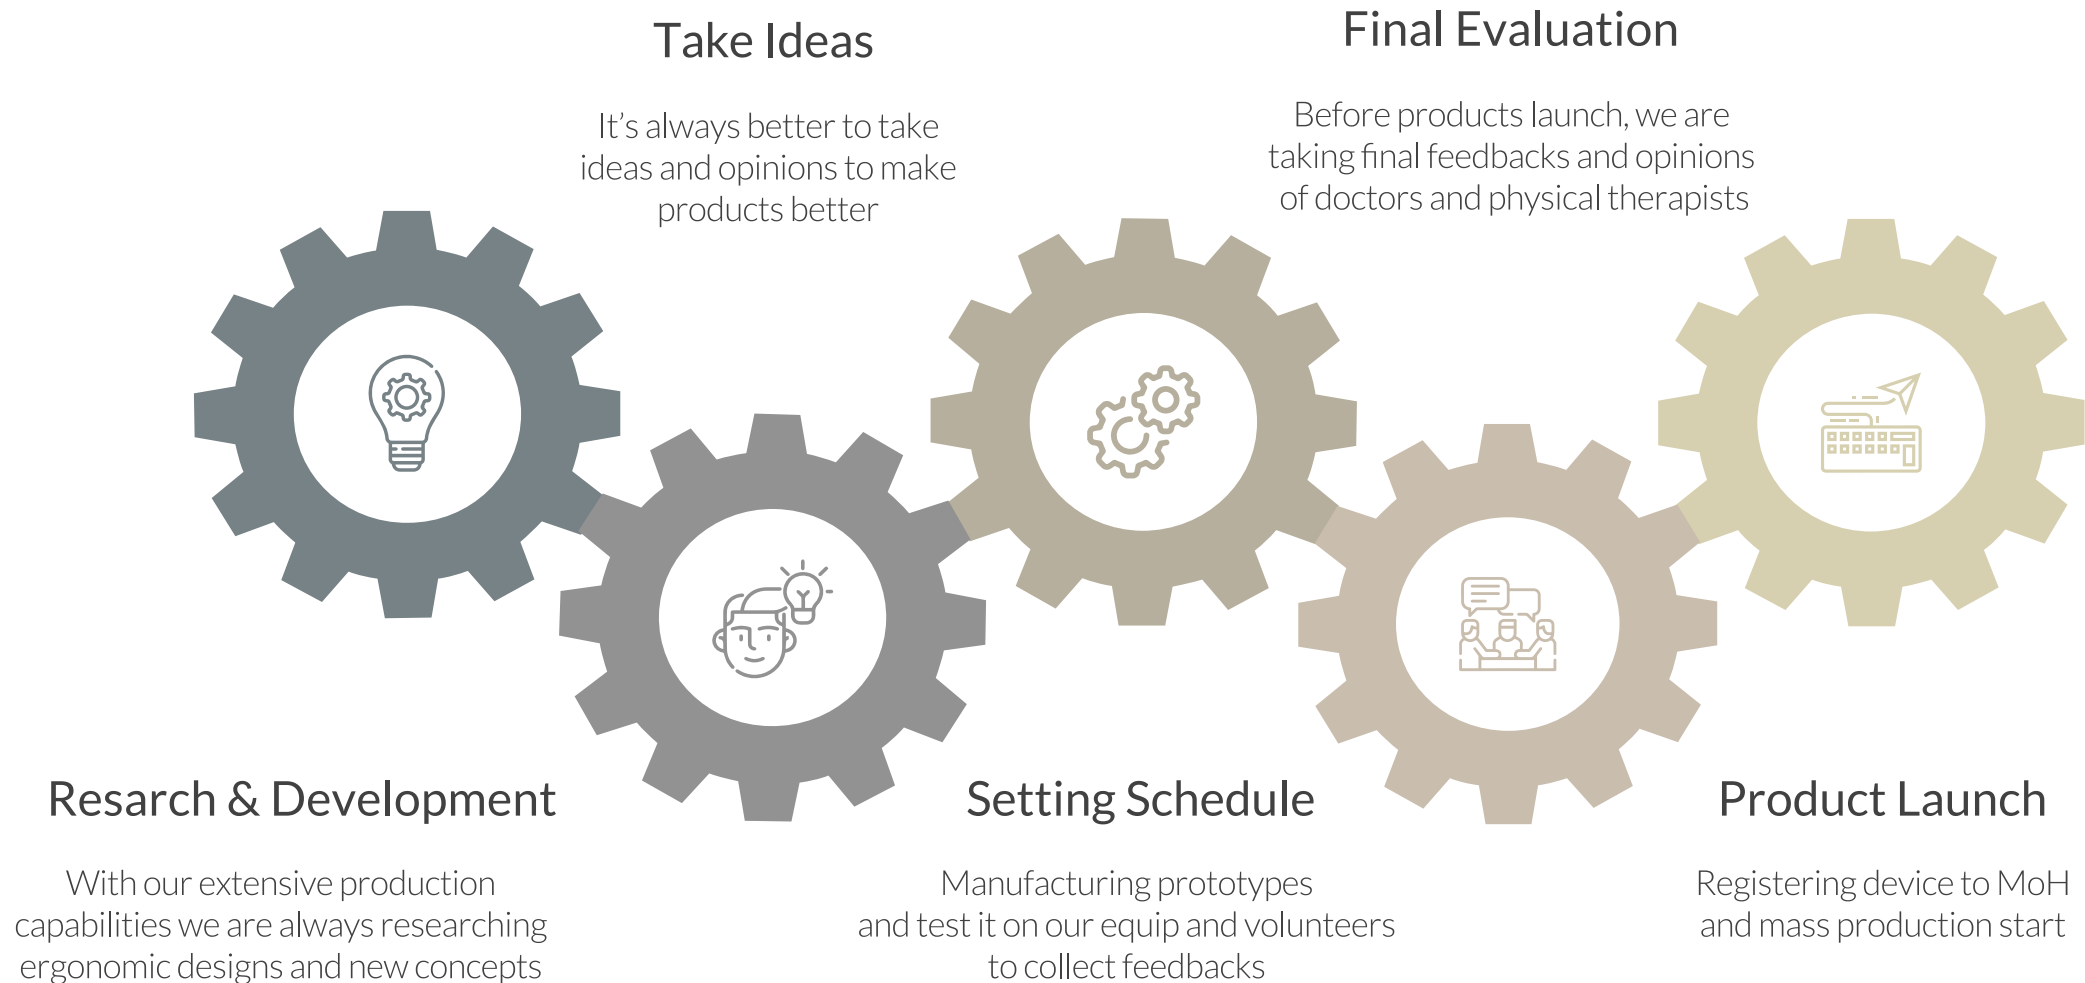 Resarch & Development
With our extensive production
capabilities we are always researching
ergonomic designs and new concepts
Take Ideas
It’s always better to take
ideas and opinions to make
products better
Setting Schedule
Manufacturing prototypes
and test it on our equip and volunteers
to collect feedbacks
Final Evaluation
Before products launch, we are
taking final feedbacks and opinions
of doctors and physical therapists
Product Launch
Registering device to MoH
and mass production start